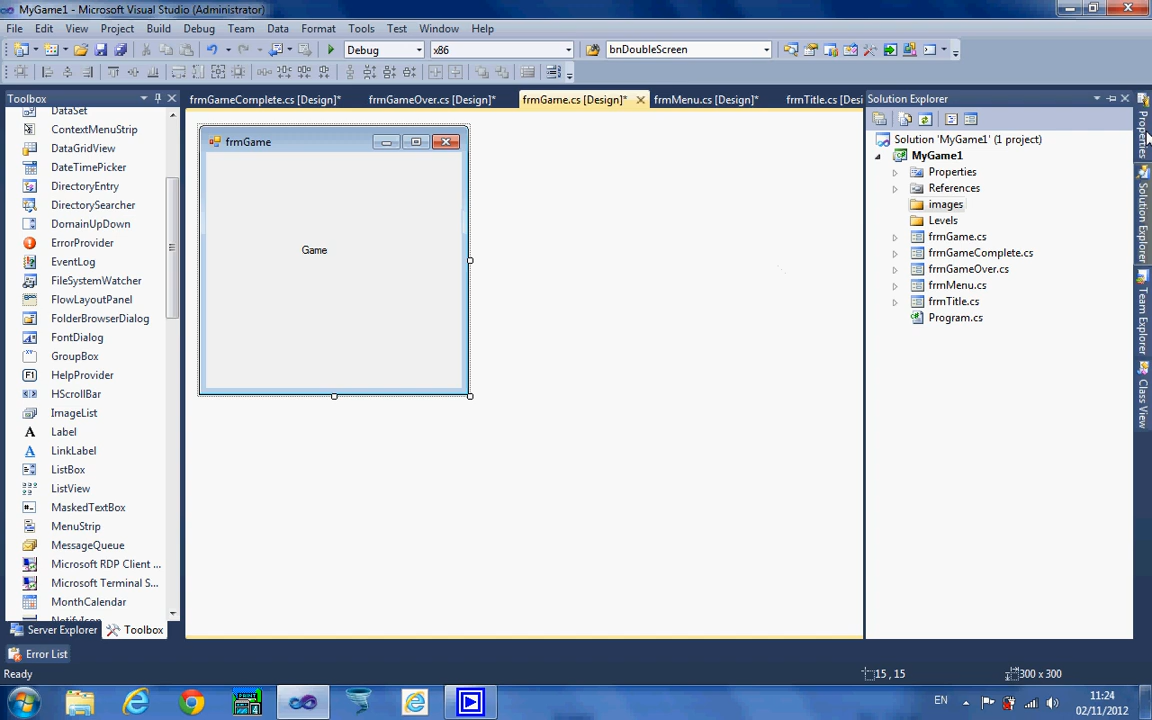 MyGame1 - Microsoft Visual Studio (Administrator)
File Edit View Project Build Debug Team Data Format Tools Test Window Help
Debug x86 bnDoubleScreen
Toolbox
DataSet
ContextMenuStrip
DataGridView
DateTimePicker
DirectoryEntry
DirectorySearcher
DomainUpDown
ErrorProvider
EventLog
FileSystemWatcher
FlowLayoutPanel
FolderBrowserDialog
FontDialog
GroupBox
HelpProvider
HScrollBar
ImageList
Label
LinkLabel
ListBox
ListView
MaskedTextBox
MenuStrip
MessageQueue
Microsoft RDP Client ...
Microsoft Terminal S...
MonthCalendar
Server Explorer Toolbox
frmGameComplete.cs [Design]* frmGameOver.cs [Design]* frmGame.cs [Design]* frmMenu.cs [Design]* frmTitle.cs [Desi
frmGame
Game
Solution Explorer
Solution 'MyGame1' (1 project)
MyGame1
Properties
References
images
Levels
frmGame.cs
frmGameComplete.cs
frmGameOver.cs
frmMenu.cs
frmTitle.cs
Program.cs
Properties
Solution Explorer
Team Explorer
Class View
Error List
Ready 15 , 15 300 x 300
EN 11:24
02/11/2012